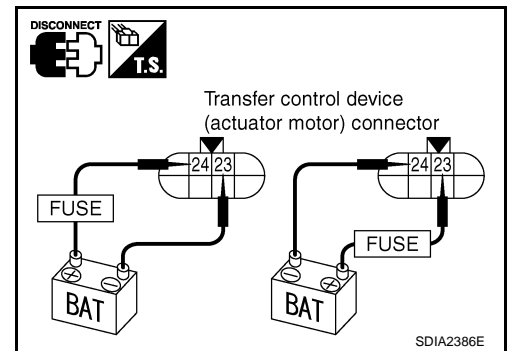 DISCONNECT
T.S.
Transfer control device
(actuator motor) connector
24 23
24 23
FUSE
FUSE
+ −
+ −
BAT
BAT
SDIA2386E